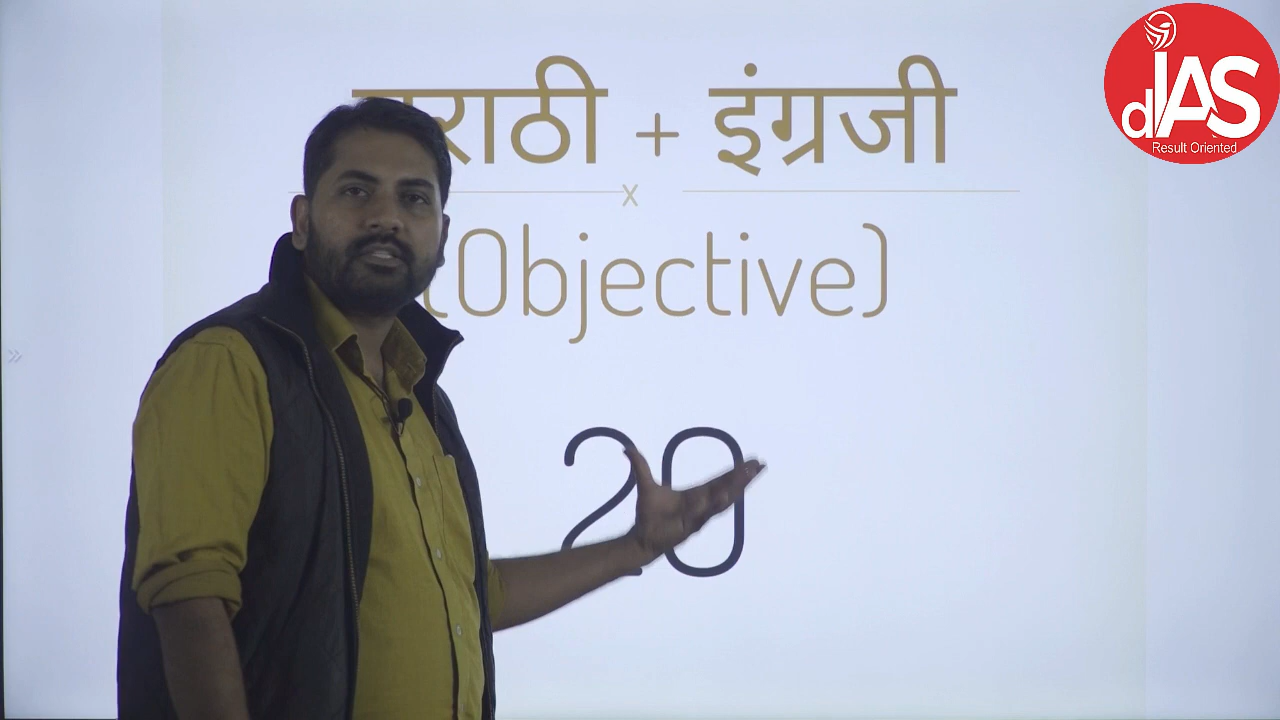 राठी + इंग्रजी
x
(Objective)
20
dIAS
Result Oriented